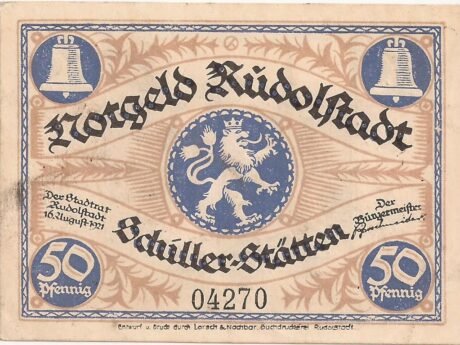 Notgeld Rudolstadt
Der Stadtrat
Rudolstadt
16. August 1921
Der
Bürgermeister
Schiller-Stätten
50
Pfennig
50
Pfennig
04270
Entwurf u. Druck durch Lorsch & Nachbar, Buchdruckerei Rudolstadt.